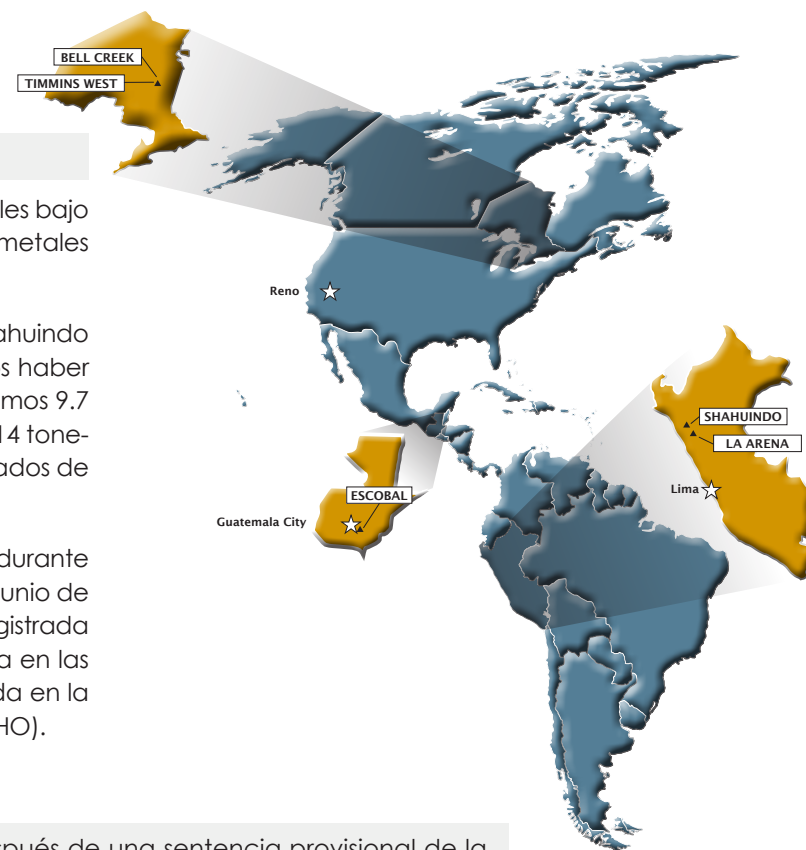 BELL CREEK
TIMMINS WEST
les bajo
metales
Reno
ahuindo
s haber
mos 9.7
14 tone-
ados de
SHAHUINDO
LA ARENA
Lima
ESCOBAL
Guatemala City
durante
unio de
gistrada
a en las
da en la
HO).
spués de una sentencia provisional de la